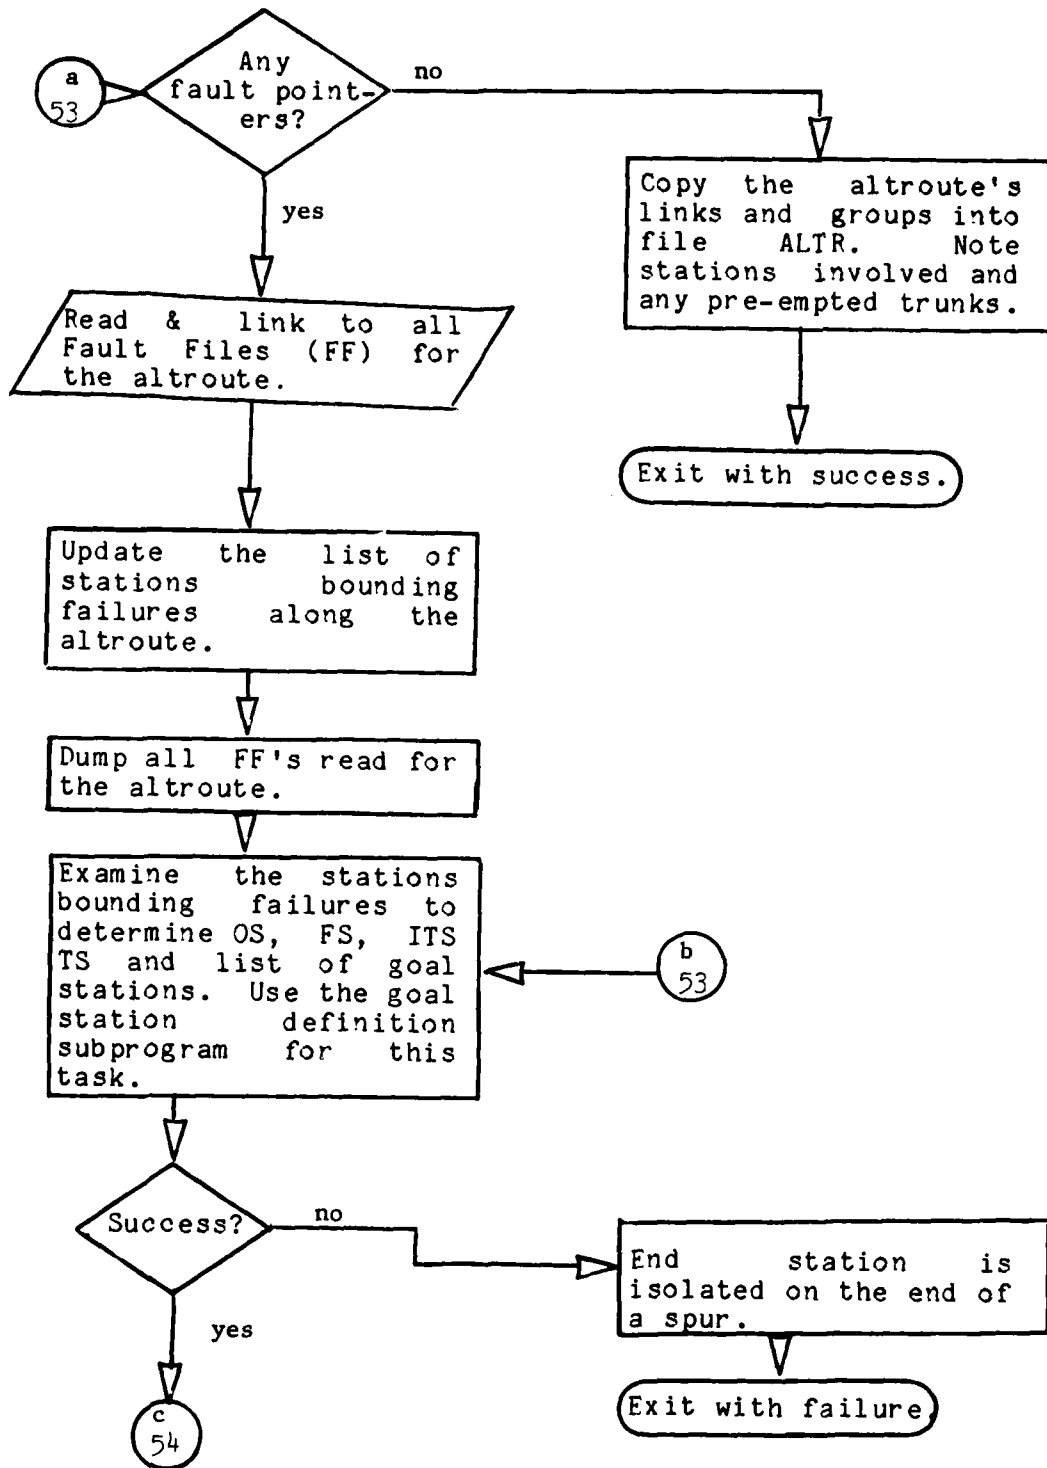 a
53
Any
fault point-
ers?
no
yes
Copy the altroute's
links and groups into
file ALTR. Note
stations involved and
any pre-empted trunks.
Read & link to all
Fault Files (FF) for
the altroute.
Exit with success.
Update the list of
stations bounding
failures along the
altroute.
Dump all FF's read for
the altroute.
Examine the stations
bounding failures to
determine OS, FS, ITS
TS and list of goal
stations. Use the goal
station definition
subprogram for this
task.
b
53
Success?
no
yes
End station is
isolated on the end of
a spur.
Exit with failure
c
54